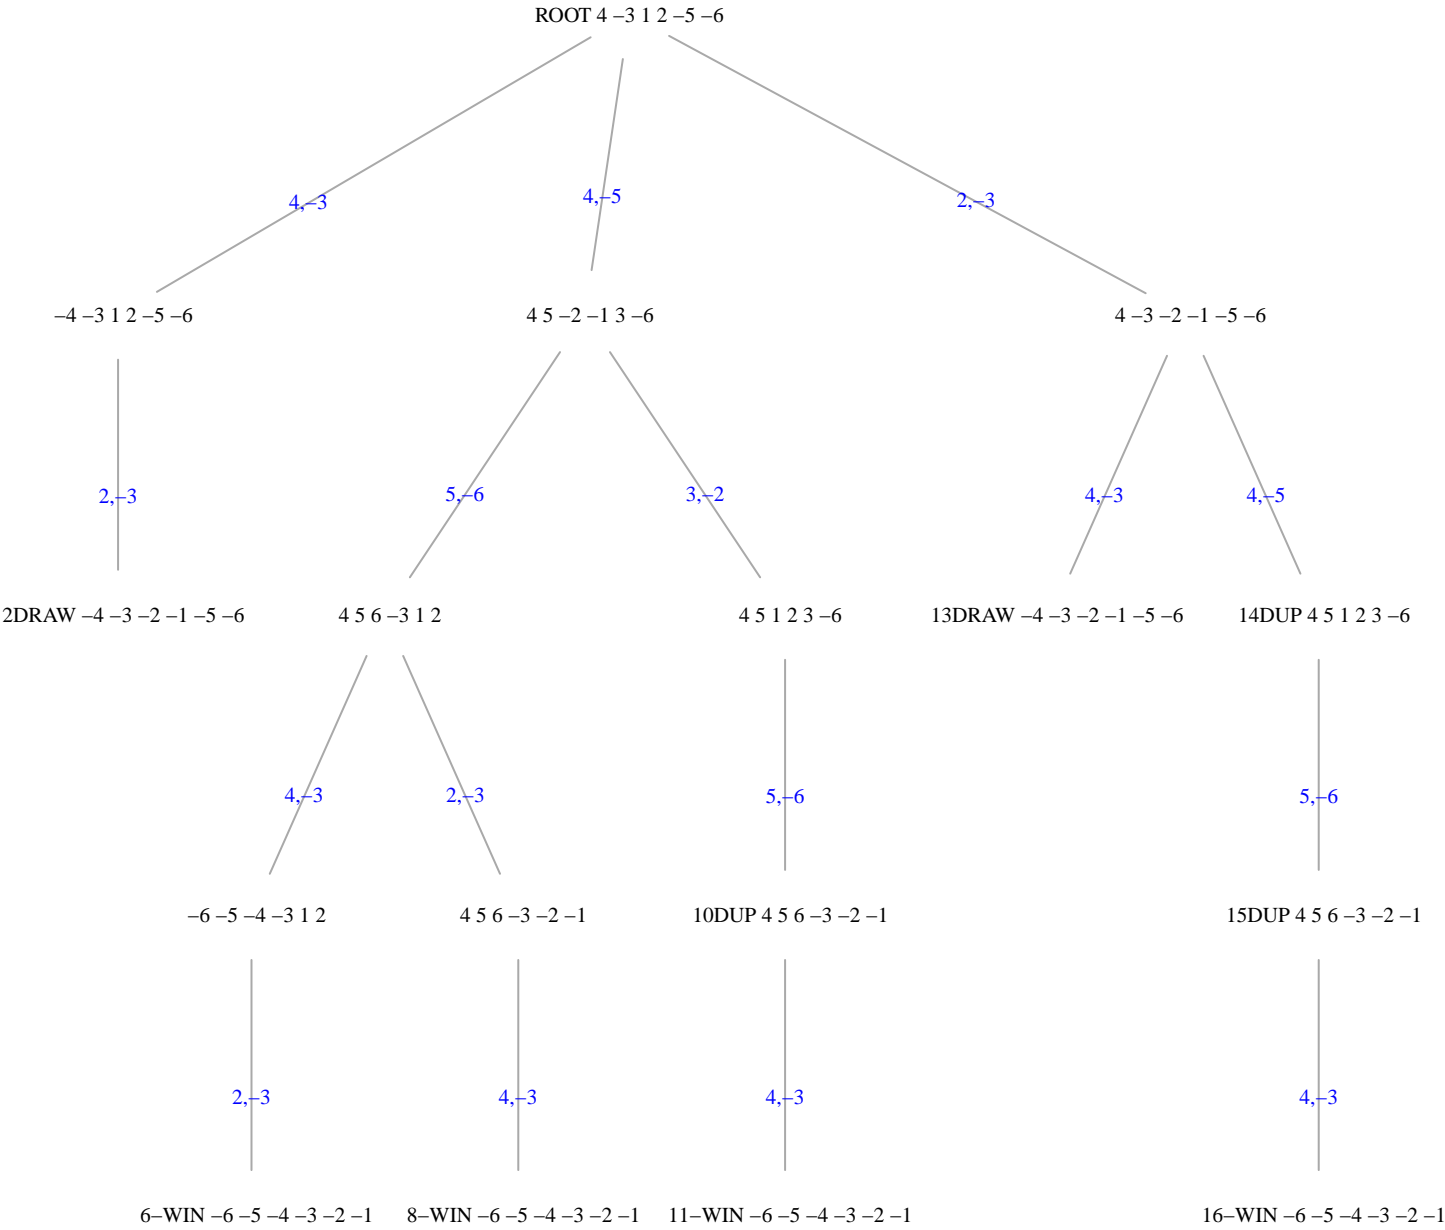 ROOT 4 –3 1 2 –5 –6
4,–3
4,–5
2,–3
–4 –3 1 2 –5 –6
4 5 –2 –1 3 –6
4 –3 –2 –1 –5 –6
2,–3
5,–6
3,–2
4,–3
4,–5
2DRAW –4 –3 –2 –1 –5 –6
4 5 6 –3 1 2
4 5 1 2 3 –6
13DRAW –4 –3 –2 –1 –5 –6
14DUP 4 5 1 2 3 –6
4,–3
2,–3
5,–6
5,–6
–6 –5 –4 –3 1 2
4 5 6 –3 –2 –1
10DUP 4 5 6 –3 –2 –1
15DUP 4 5 6 –3 –2 –1
2,–3
4,–3
4,–3
4,–3
6–WIN –6 –5 –4 –3 –2 –1
8–WIN –6 –5 –4 –3 –2 –1
11–WIN –6 –5 –4 –3 –2 –1
16–WIN –6 –5 –4 –3 –2 –1